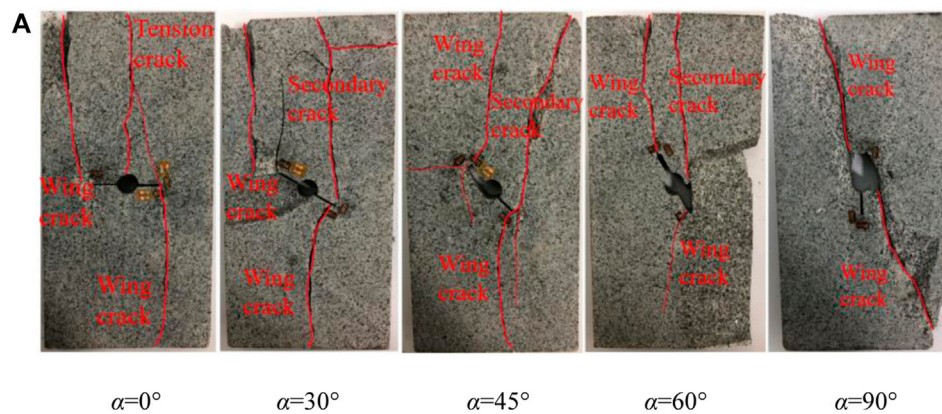 A
Tension
crack
Wing
crack
Wing
crack
Secondary
crack
Wing
crack
Wing
crack
Wing
crack
Secondary
crack
Wing
crack
Wing
crack
Secondary
crack
Wing
crack
Wing
crack
Wing
crack
α=0°
α=30°
α=45°
α=60°
α=90°